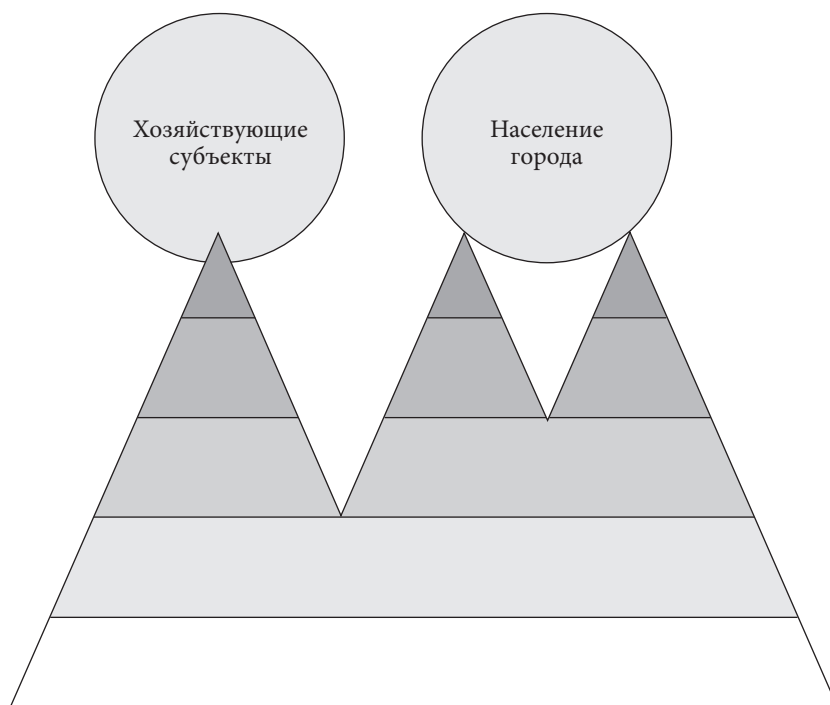 Хозяйствующие
субъекты
Население
города